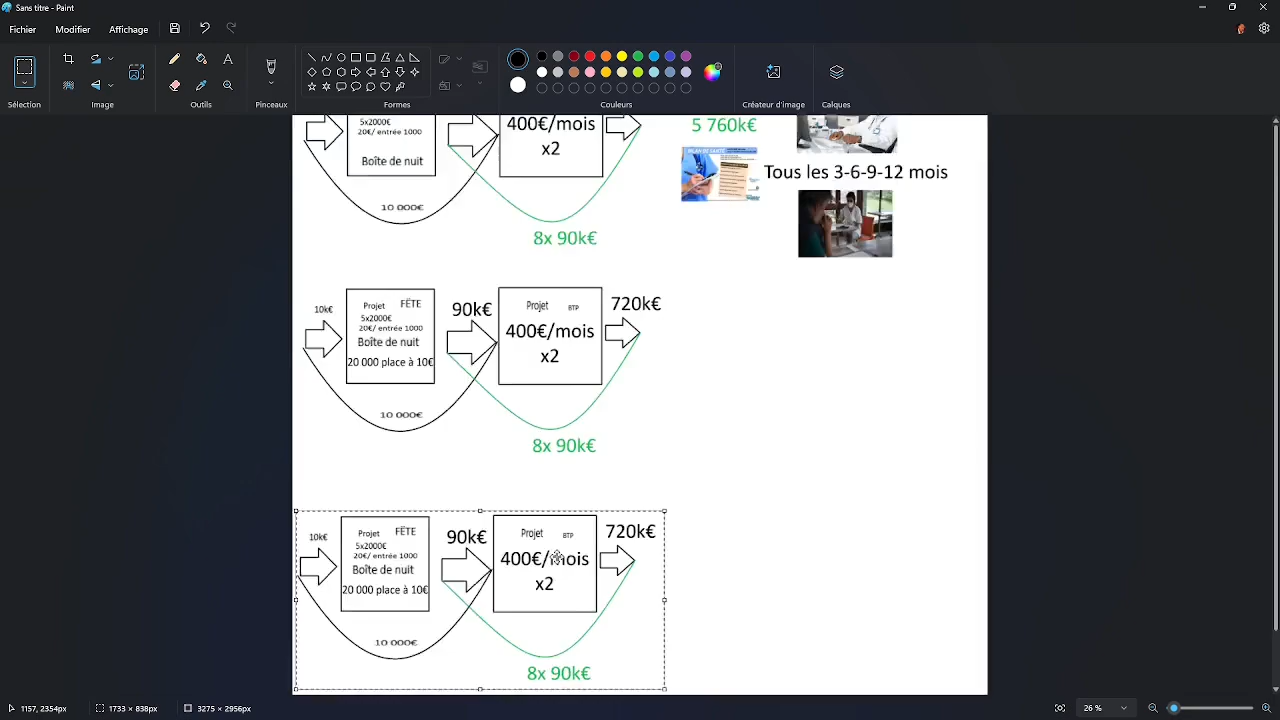 Sans titre - Paint
Fichier Modifier Affichage
Sélection Image Outils Pinceaux Formes Couleurs Créateur d'image Calques
5x2000€
20€/ entrée 1000
Boîte de nuit
400€/mois
x2
5 760k€
BILAN DE SANTÉ
Tous les 3-6-9-12 mois
10 000€
8x 90k€
10k€
Projet FÊTE
5x2000€
20€/ entrée 1000
Boîte de nuit
20 000 place à 10€
90k€
Projet BTP
400€/mois
x2
720k€
10 000€
8x 90k€
10k€
Projet FÊTE
5x2000€
20€/ entrée 1000
Boîte de nuit
20 000 place à 10€
90k€
Projet BTP
400€/mois
x2
720k€
10 000€
8x 90k€
1157, 2354px 1733 × 838px 3275 × 2956px 26 %